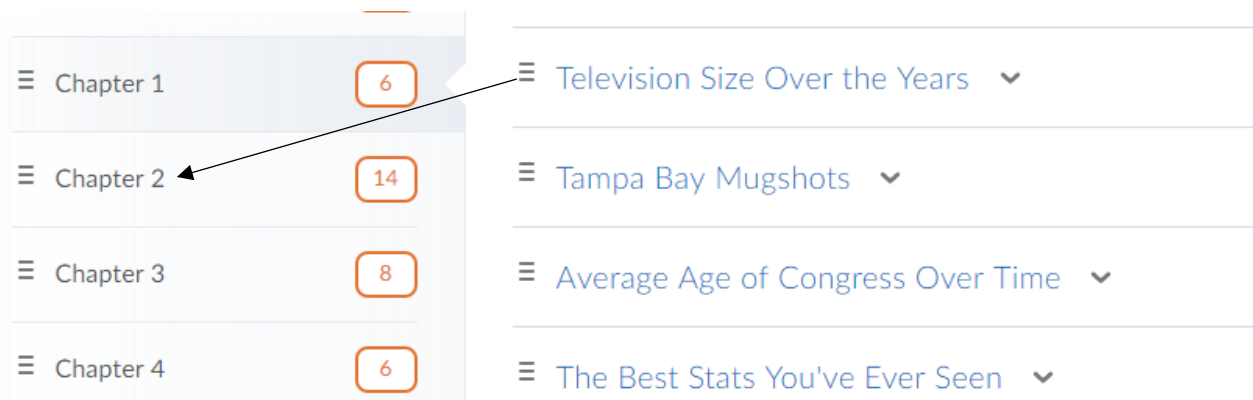 Chapter 1
6
Chapter 2
14
Chapter 3
8
Chapter 4
6
Television Size Over the Years
Tampa Bay Mugshots
Average Age of Congress Over Time
The Best Stats You've Ever Seen